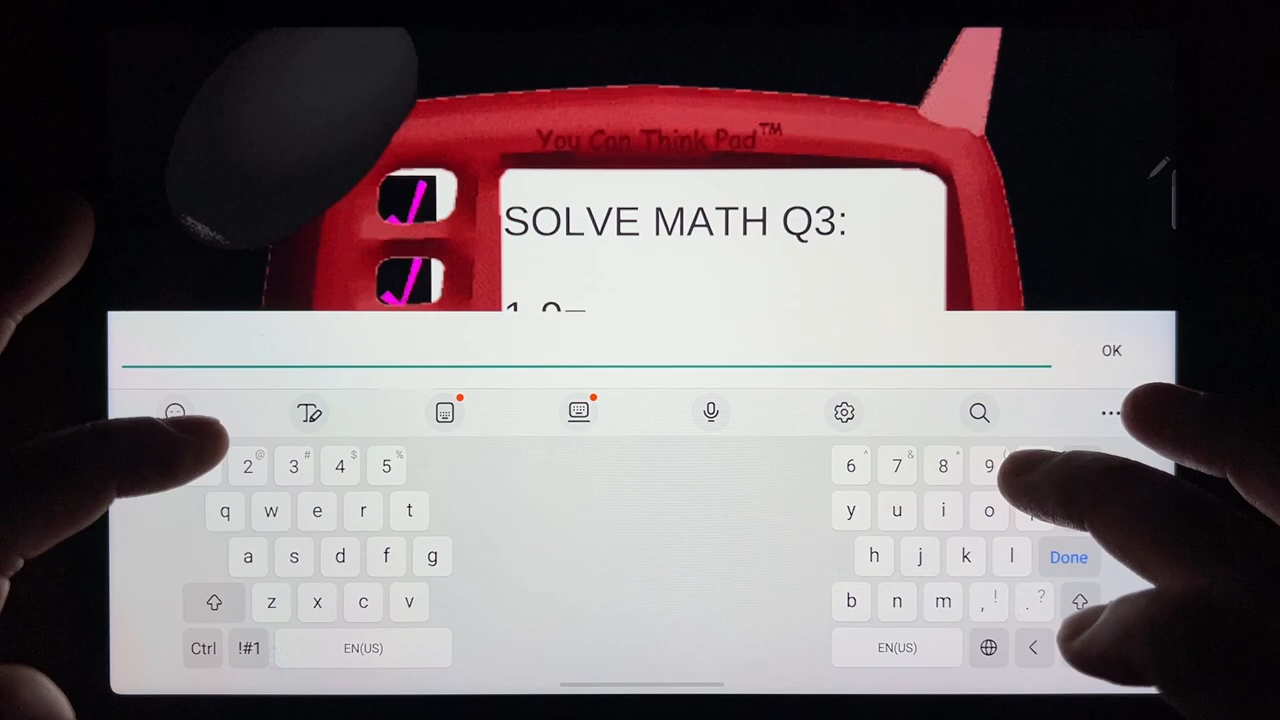 You Can Think Pad™
SOLVE MATH Q3:
OK
2 @ 3 # 4 $ 5 % 6 ^ 7 & 8 * 9 (
q w e r t y u i o
a s d f g h j k l Done
z x c v b n m , ! . ?
Ctrl !#1 EN(US) EN(US)